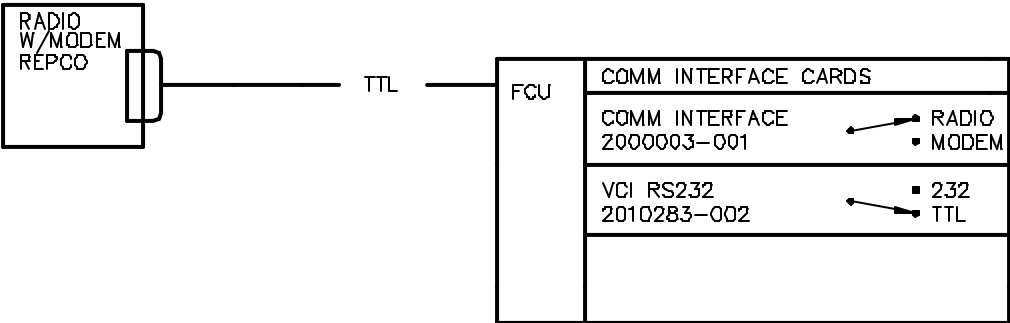 RADIO
W/MODEM
REPCO
TTL
FCU
COMM INTERFACE CARDS
COMM INTERFACE
2000003-001
RADIO
MODEM
VCI RS232
2010283-002
232
TTL